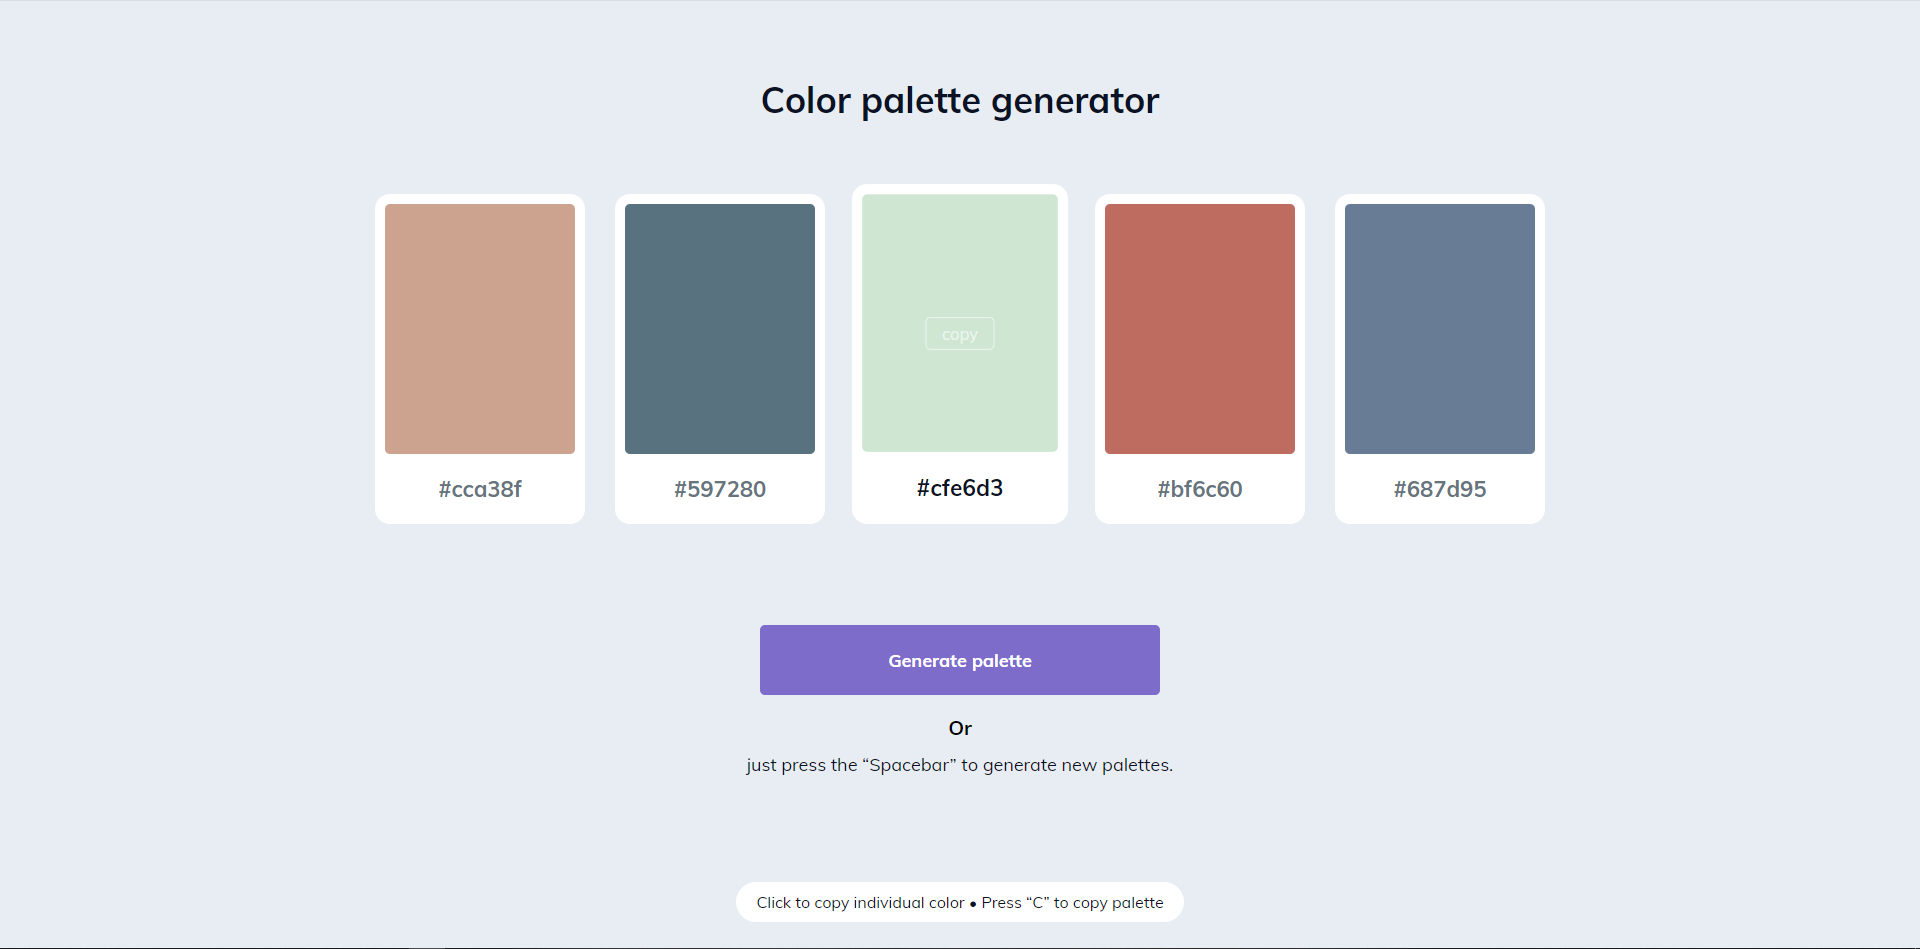 Color palette generator
copy
#cca38f
#597280
#cfe6d3
#bf6c60
#687d95
Generate palette
Or
just press the “Spacebar” to generate new palettes.
Click to copy individual color • Press “C” to copy palette